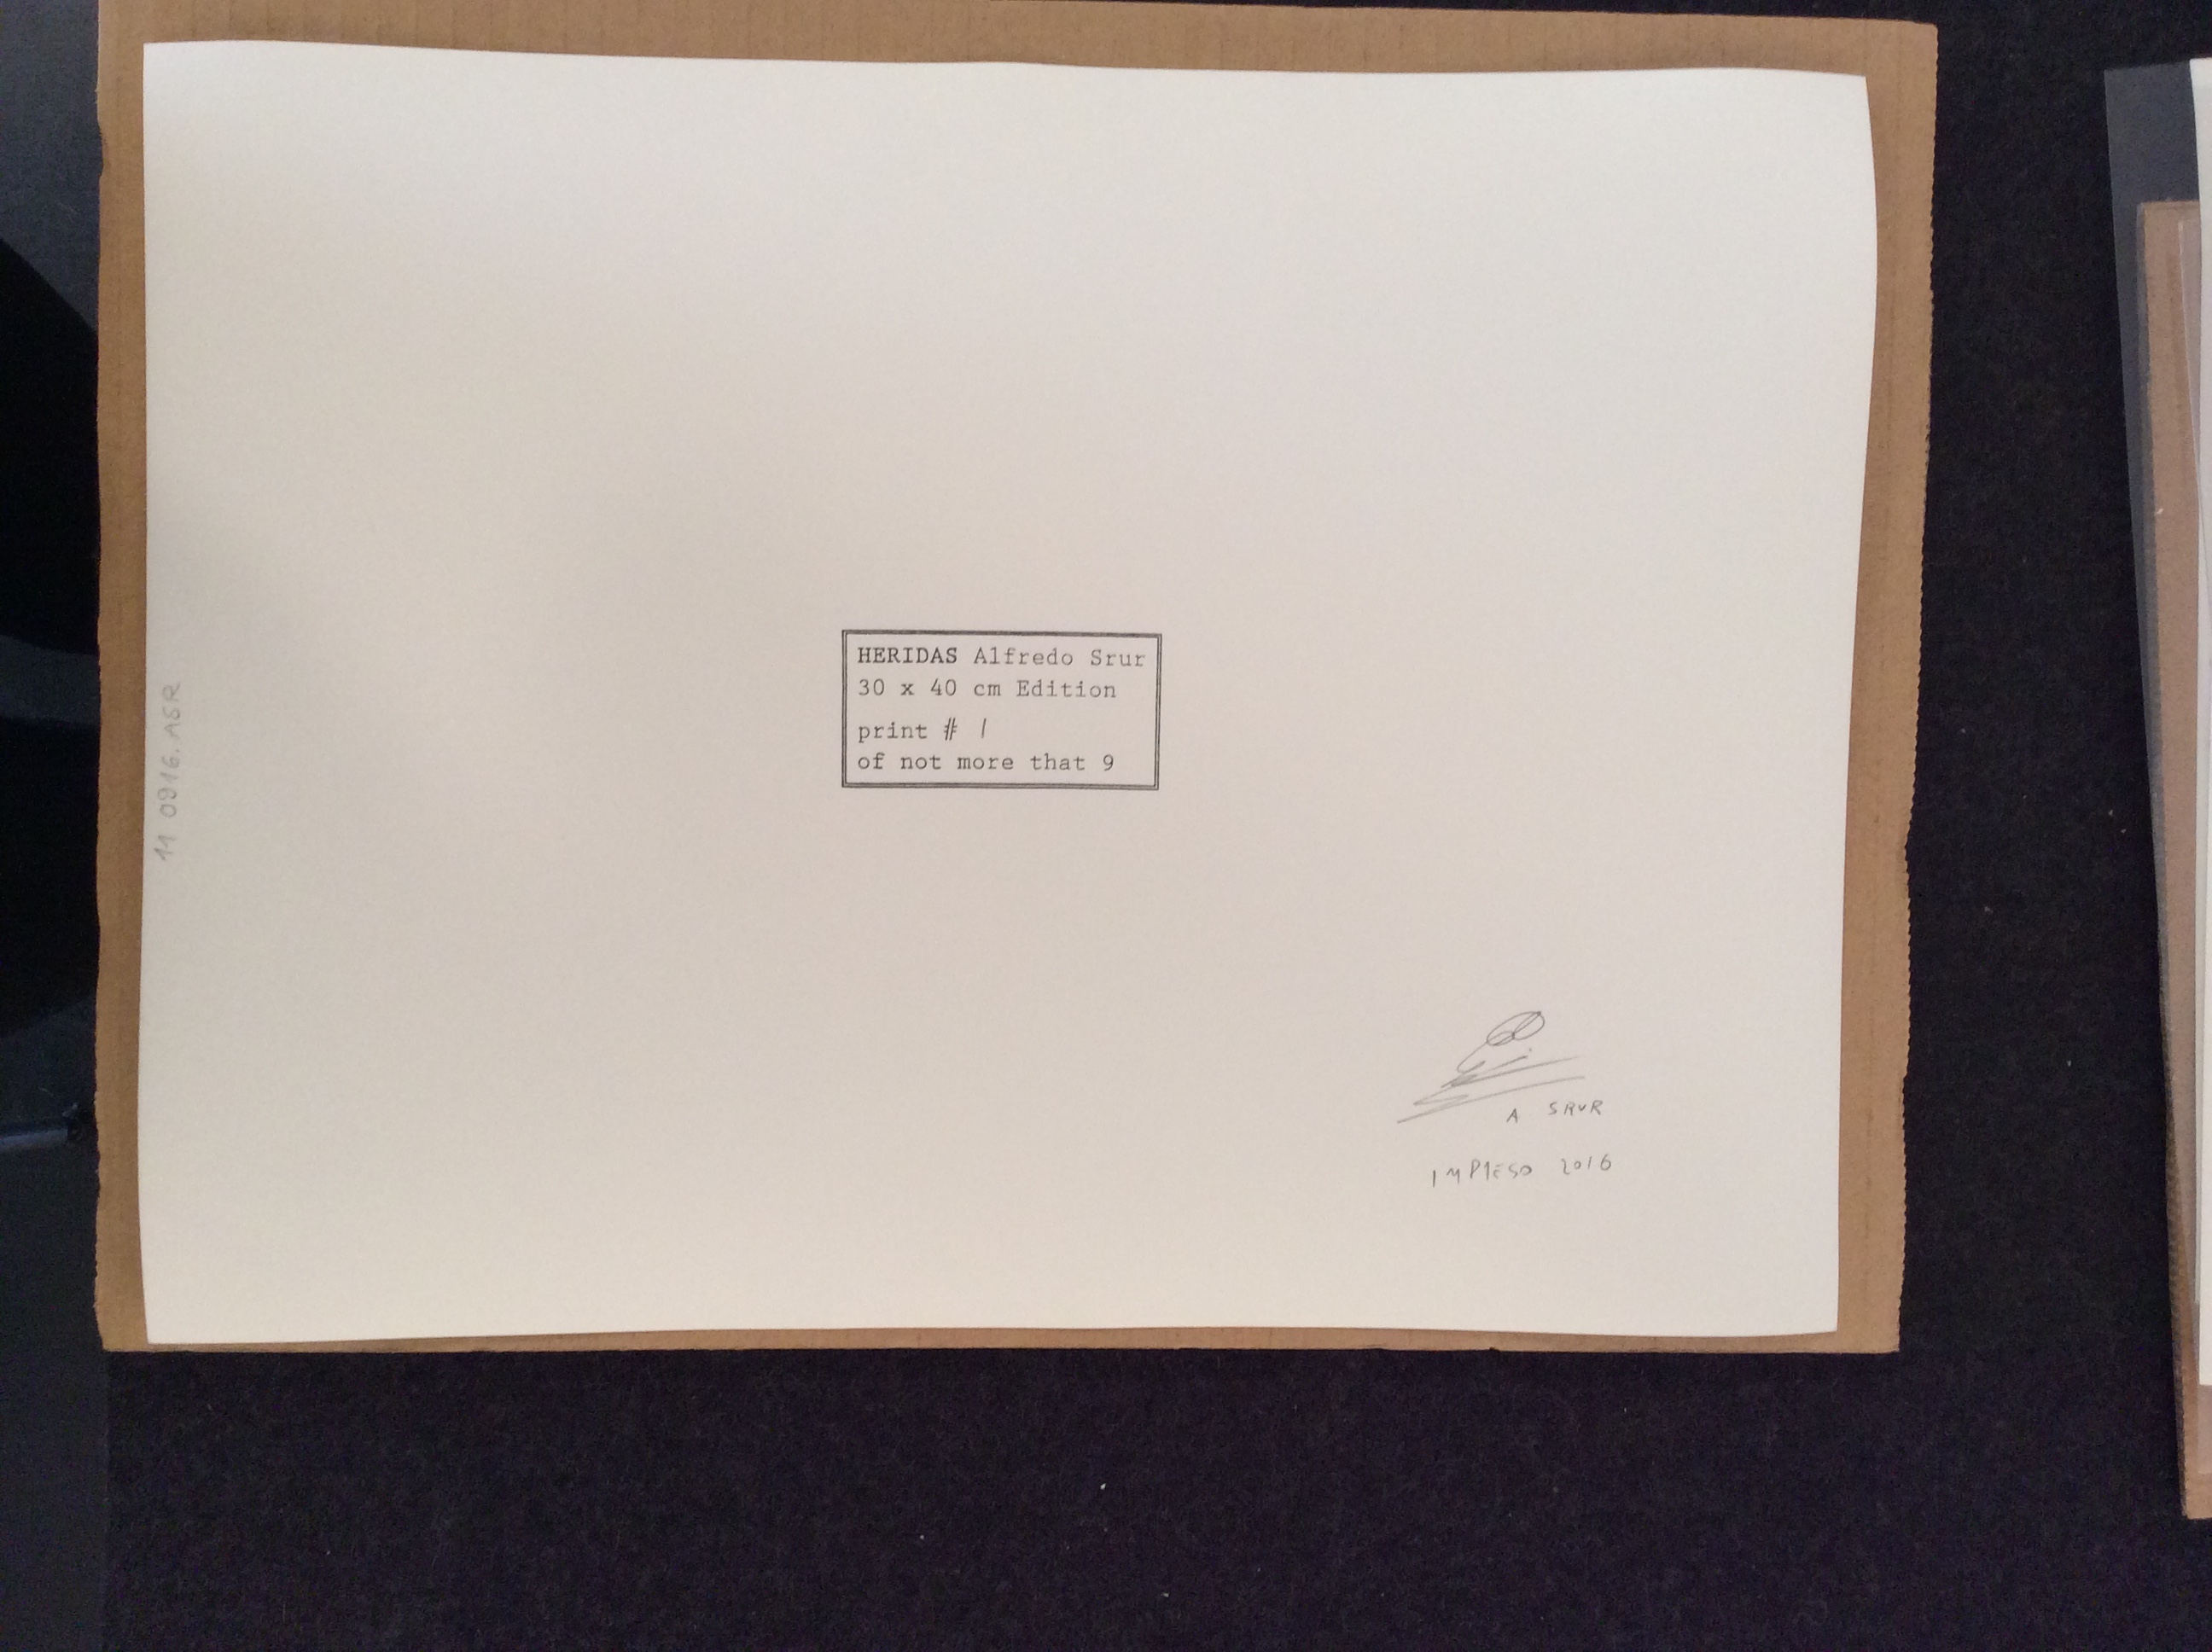 HERIDAS Alfredo Srur
30 x 40 cm Edition
print # 1
of not more that 9
11 0916.ASR
A SRUR
IMPRESO 2016